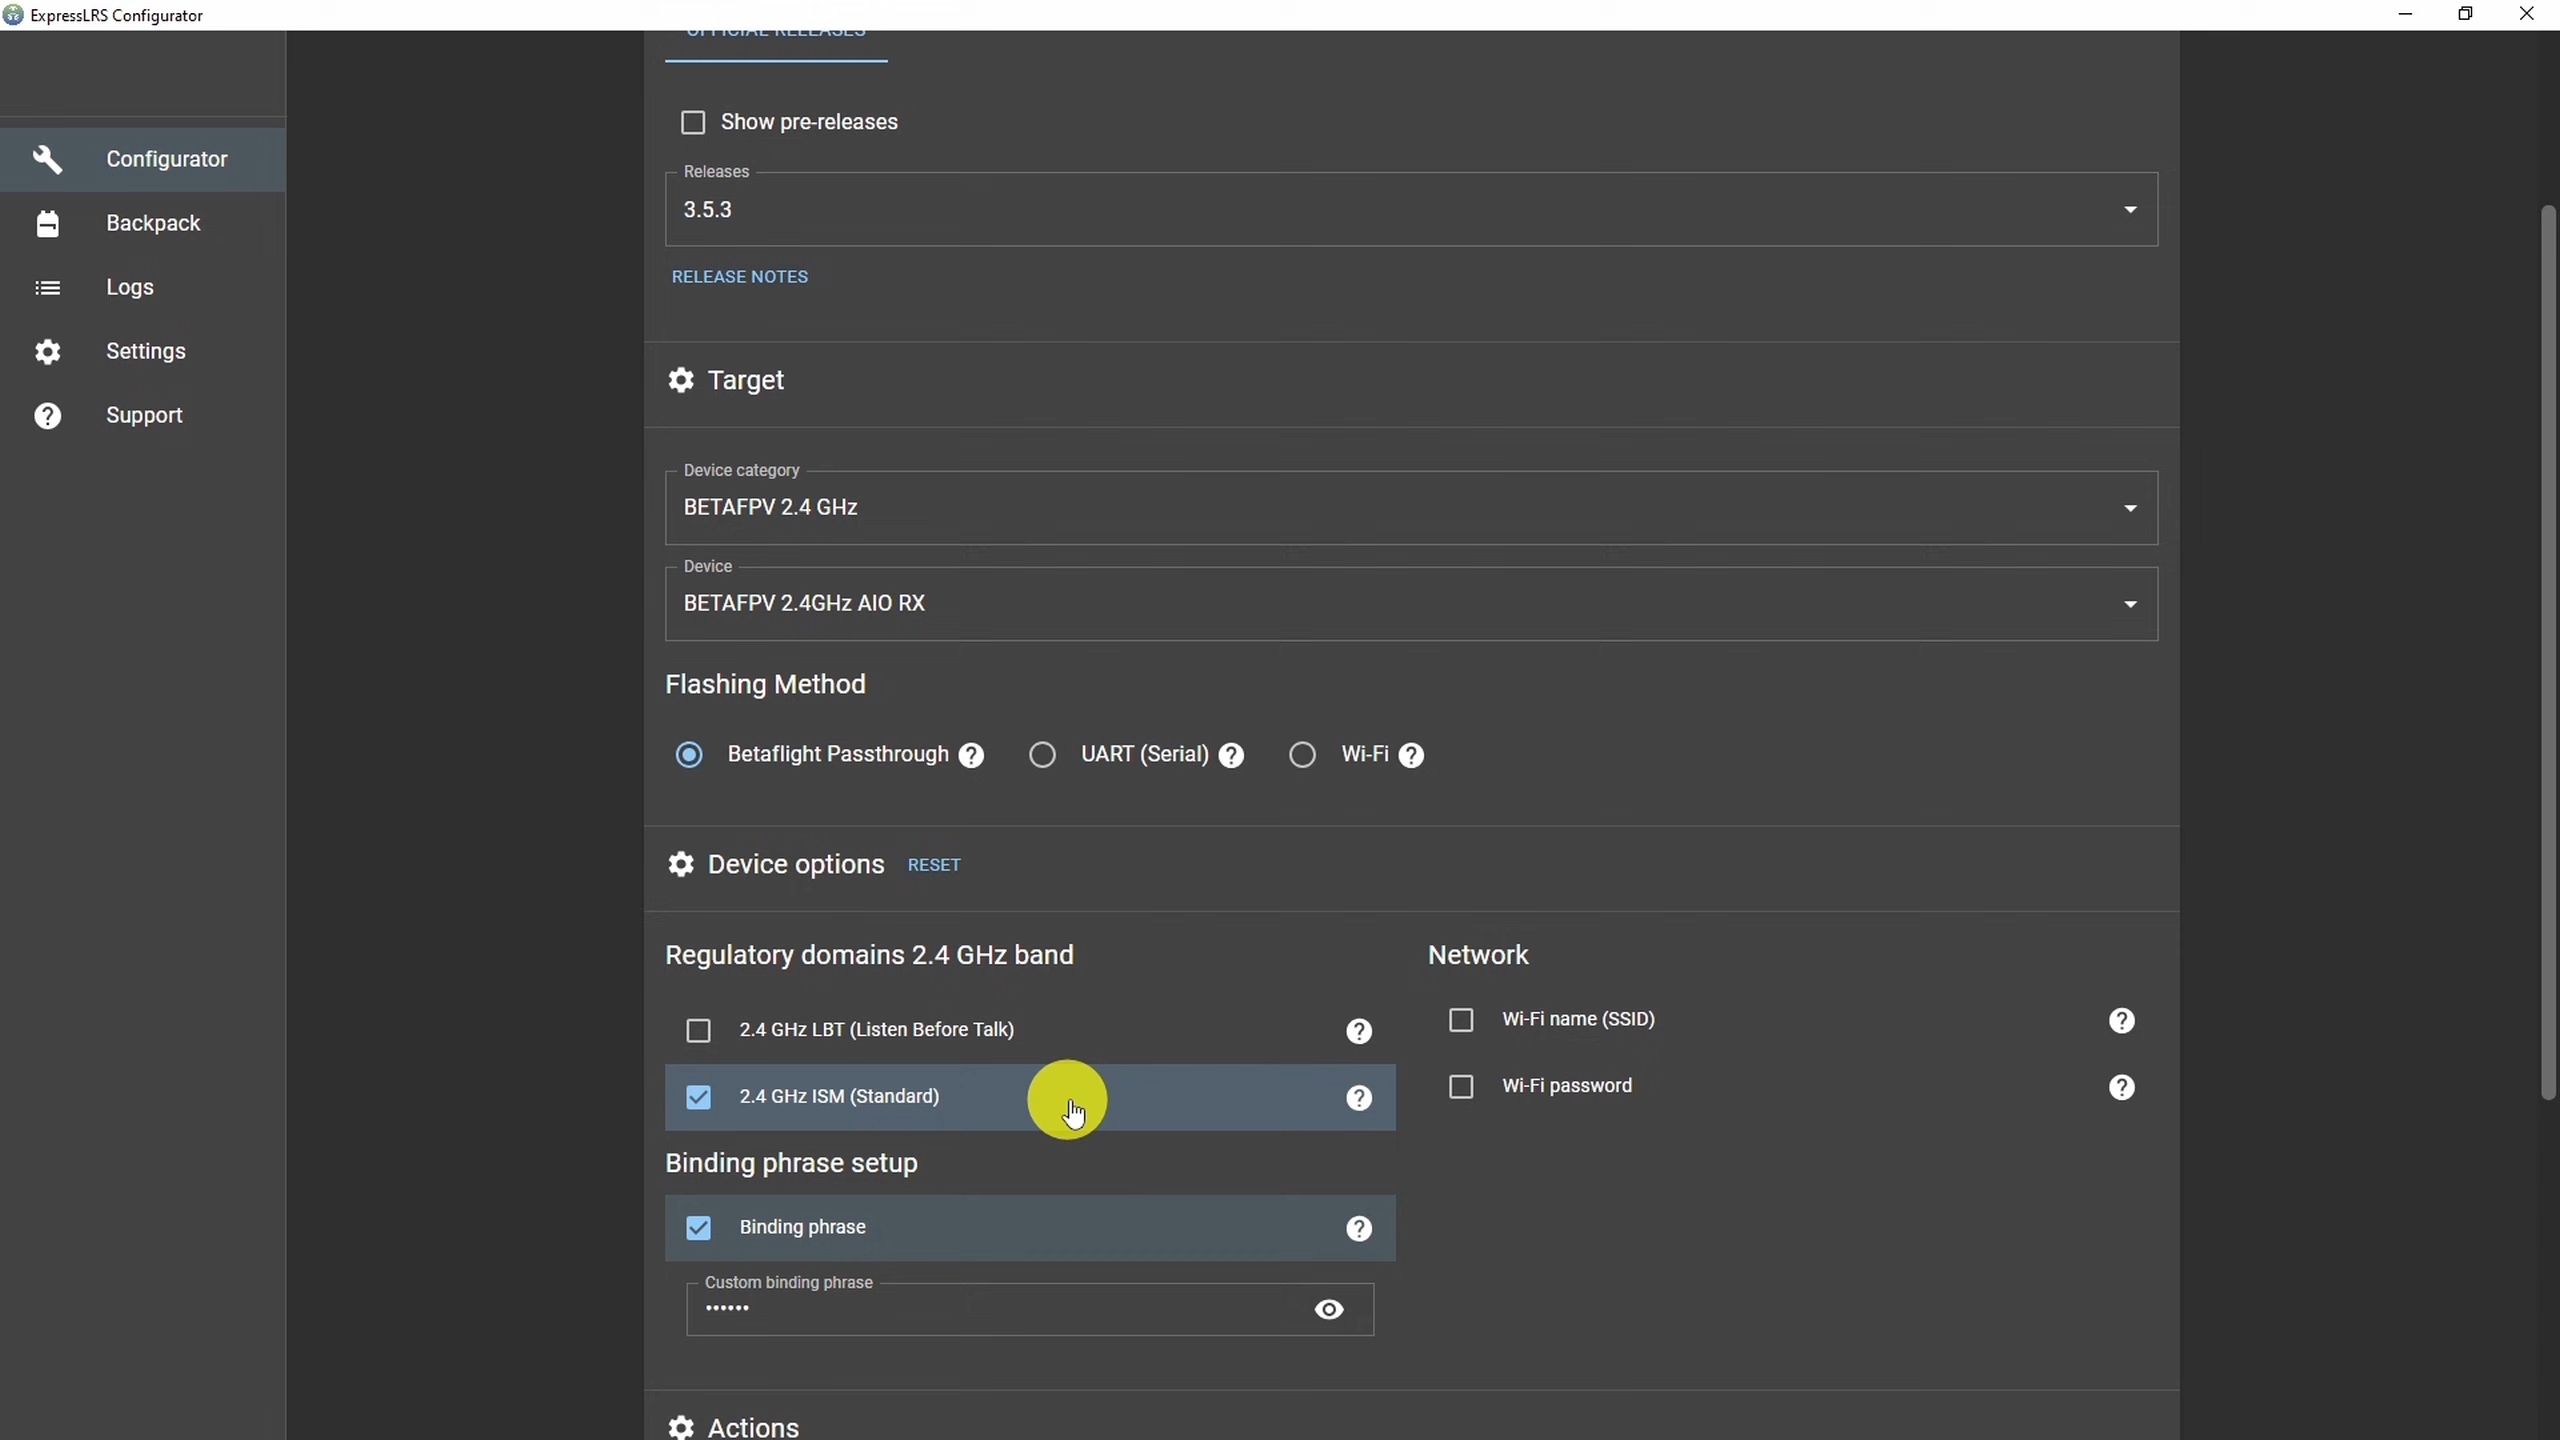 ExpressLRS Configurator
OFFICIAL RELEASES
Configurator
Backpack
Logs
Settings
Support
Show pre-releases
Releases
3.5.3
RELEASE NOTES
Target
Device category
BETAFPV 2.4 GHz
Device
BETAFPV 2.4GHz AIO RX
Flashing Method
Betaflight Passthrough
UART (Serial)
Wi-Fi
Device options RESET
Regulatory domains 2.4 GHz band
2.4 GHz LBT (Listen Before Talk)
2.4 GHz ISM (Standard)
Binding phrase setup
Binding phrase
Custom binding phrase
••••••
Network
Wi-Fi name (SSID)
Wi-Fi password
Actions